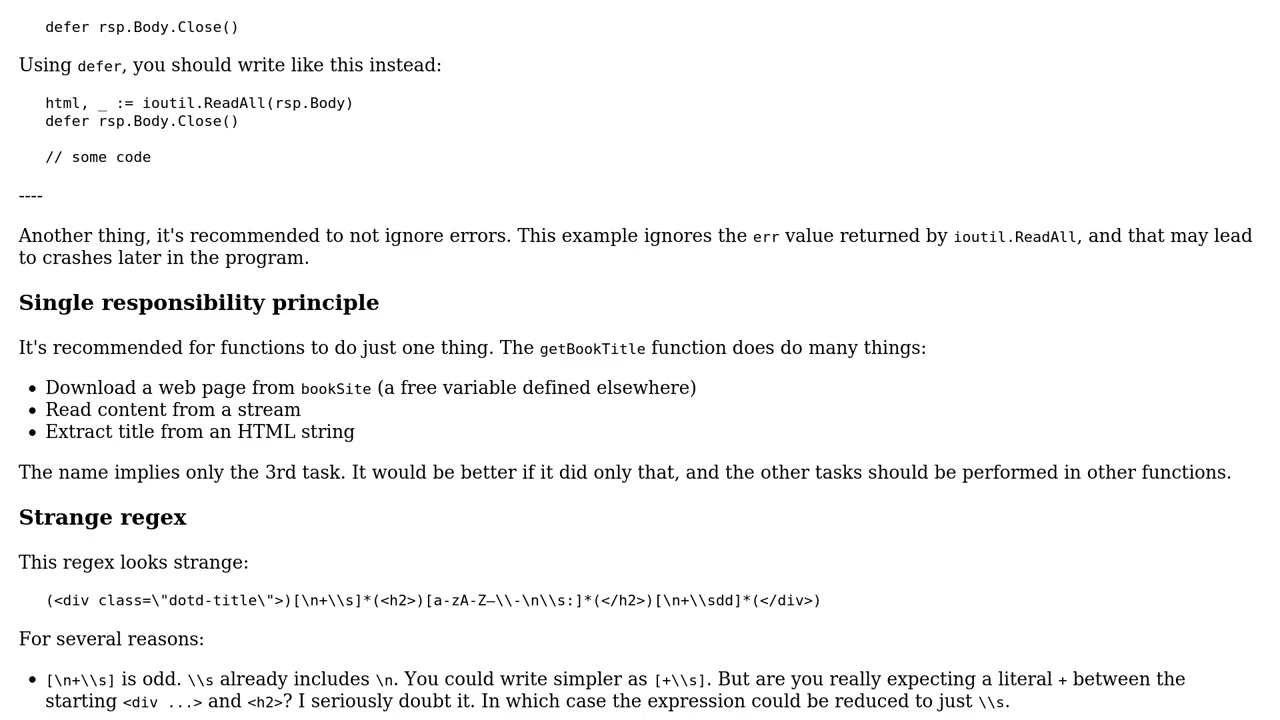 defer rsp.Body.Close()
Using defer, you should write like this instead:
html, _ := ioutil.ReadAll(rsp.Body)
defer rsp.Body.Close()
// some code
----
Another thing, it's recommended to not ignore errors. This example ignores the err value returned by ioutil.ReadAll, and that may lead
to crashes later in the program.
Single responsibility principle
It's recommended for functions to do just one thing. The getBookTitle function does do many things:
• Download a web page from bookSite (a free variable defined elsewhere)
• Read content from a stream
• Extract title from an HTML string
The name implies only the 3rd task. It would be better if it did only that, and the other tasks should be performed in other functions.
Strange regex
This regex looks strange:
(<div class=\"dotd-title\">)[\n+\\s]*(<h2>)[a-zA-Z–\\-\n\\s:]*(</h2>)[\n+\\sdd]*(</div>)
For several reasons:
• [\n+\\s] is odd. \\s already includes \n. You could write simpler as [+\\s]. But are you really expecting a literal + between the
starting <div ...> and <h2>? I seriously doubt it. In which case the expression could be reduced to just \\s.